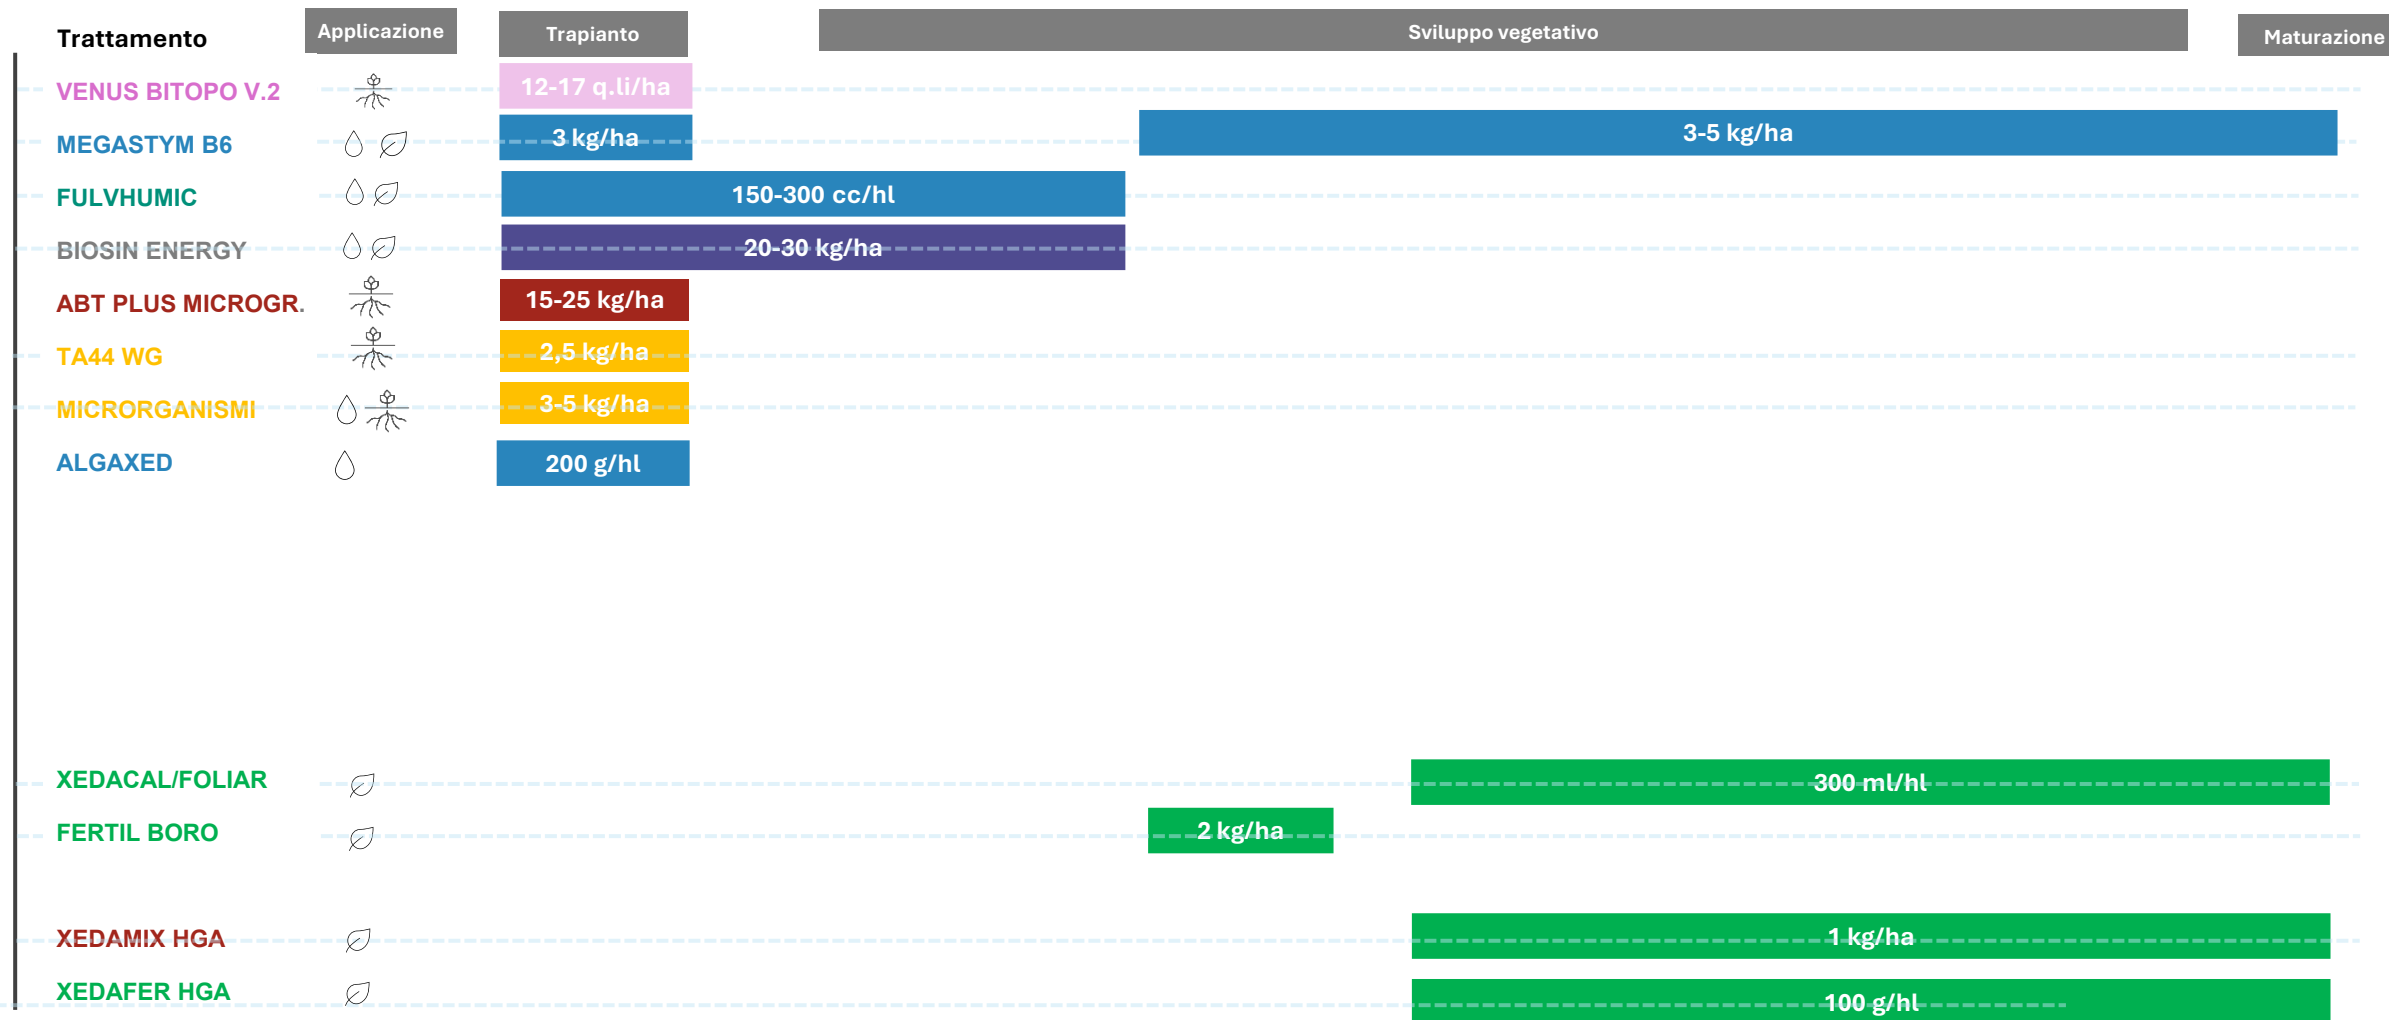 Trattamento Applicazione Trapianto Sviluppo vegetativo Maturazione
VENUS BITOPO V.2 12-17 q.li/ha
MEGASTYM B6 3 kg/ha 3-5 kg/ha
FULVHUMIC 150-300 cc/hl
BIOSIN ENERGY 20-30 kg/ha
ABT PLUS MICROGR. 15-25 kg/ha
TA44 WG 2,5 kg/ha
MICRORGANISMI 3-5 kg/ha
ALGAXED 200 g/hl
XEDACAL/FOLIAR 300 ml/hl
FERTIL BORO 2 kg/ha
XEDAMIX HGA 1 kg/ha
XEDAFER HGA 100 g/hl